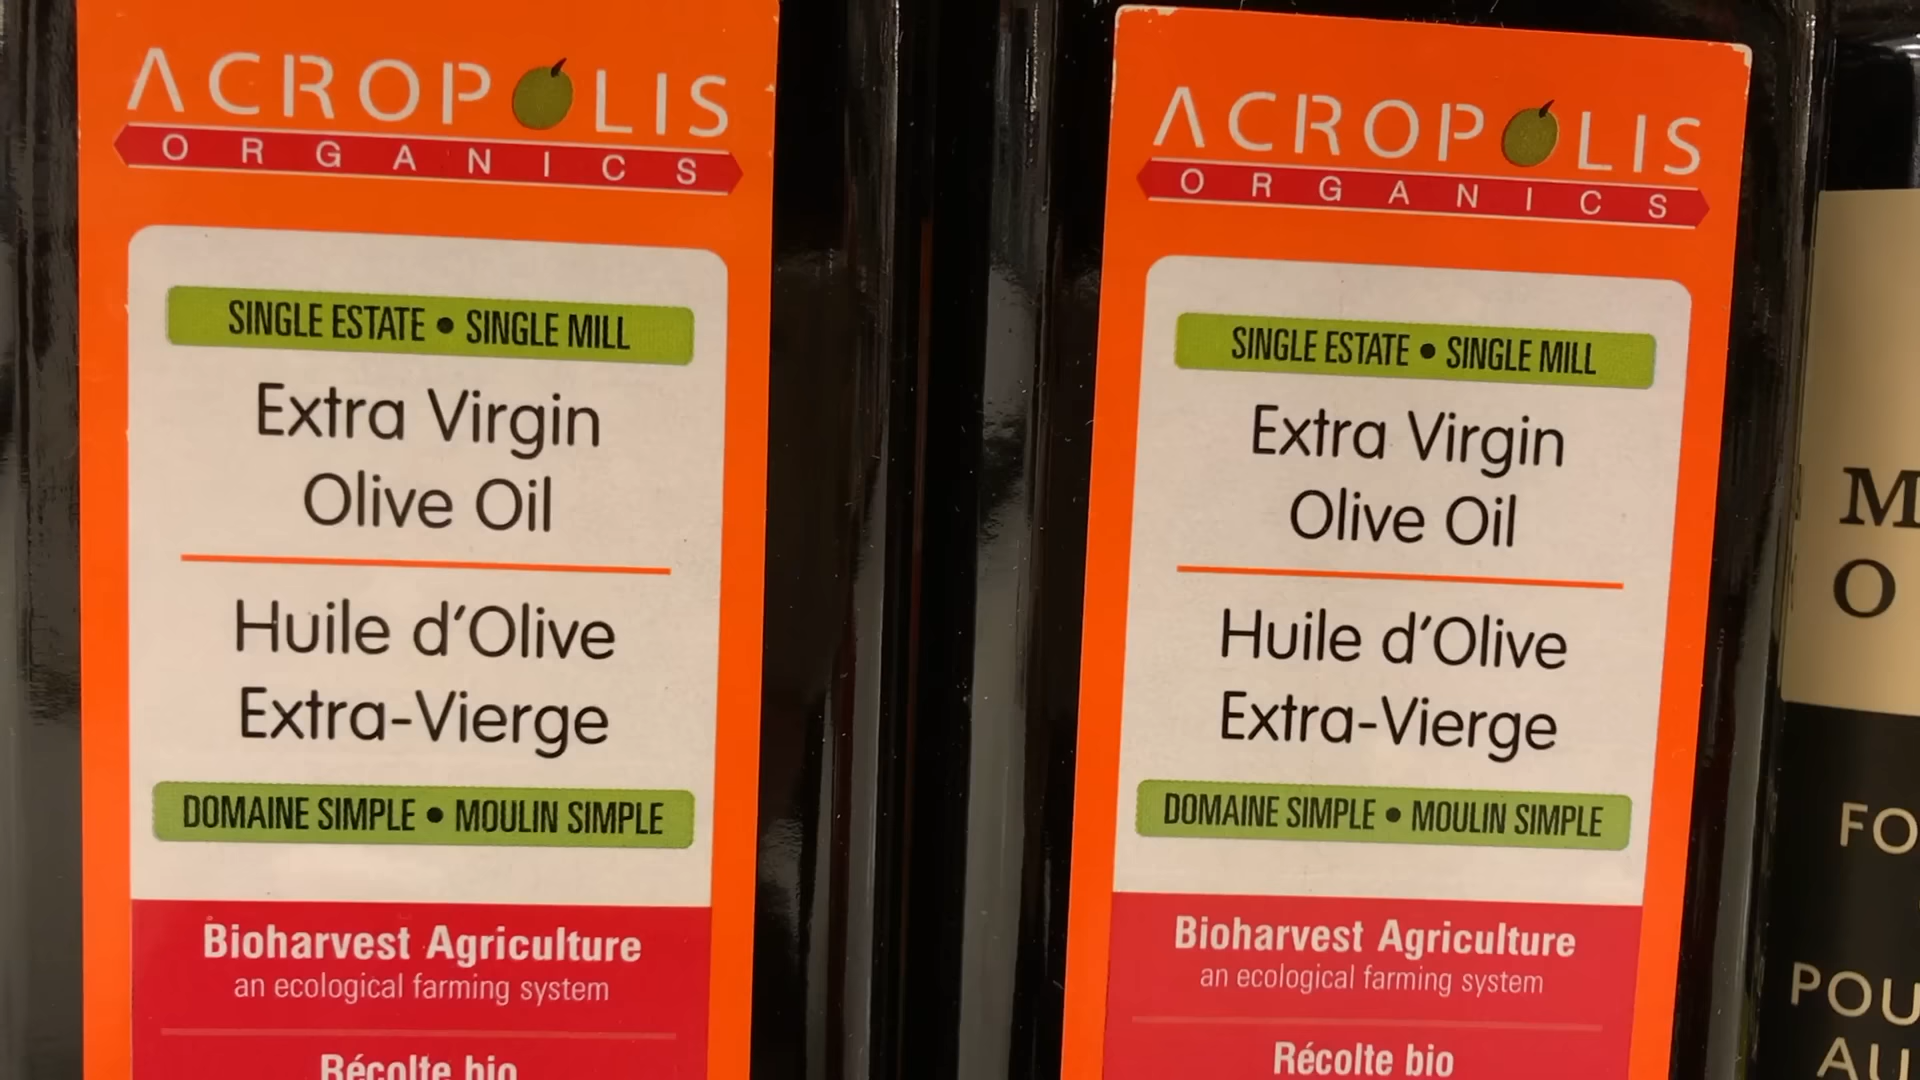 ACROPOLIS
ORGANICS
SINGLE ESTATE • SINGLE MILL
Extra Virgin
Olive Oil
Huile d'Olive
Extra-Vierge
DOMAINE SIMPLE • MOULIN SIMPLE
Bioharvest Agriculture
an ecological farming system
Récolte bio
ACROPOLIS
ORGANICS
SINGLE ESTATE • SINGLE MILL
Extra Virgin
Olive Oil
Huile d'Olive
Extra-Vierge
DOMAINE SIMPLE • MOULIN SIMPLE
Bioharvest Agriculture
an ecological farming system
Récolte bio